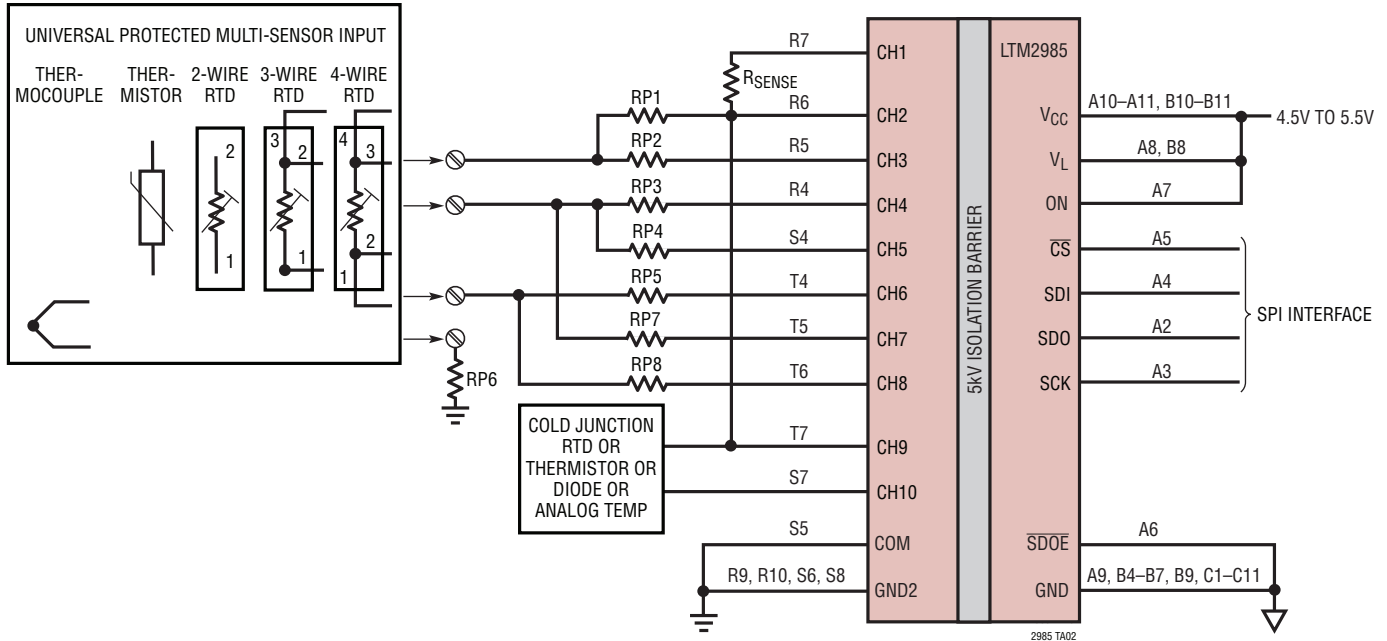 UNIVERSAL PROTECTED MULTI-SENSOR INPUT
THER-
MOCOUPLE
THER-
MISTOR
2-WIRE
RTD
3-WIRE
RTD
4-WIRE
RTD
2
1
3
2
1
4
3
2
1
RP1
RP2
RP3
RP4
RP5
RP7
RP8
RP6
RSENSE
COLD JUNCTION
RTD OR
THERMISTOR OR
DIODE OR
ANALOG TEMP
R7
R6
R5
R4
S4
T4
T5
T6
T7
S7
S5
R9, R10, S6, S8
CH1
CH2
CH3
CH4
CH5
CH6
CH7
CH8
CH9
CH10
COM
GND2
5kV ISOLATION BARRIER
LTM2985
VCC
VL
ON
CS
SDI
SDO
SCK
SDOE
GND
A10–A11, B10–B11
A8, B8
A7
A5
A4
A2
A3
A6
A9, B4–B7, B9, C1–C11
4.5V TO 5.5V
SPI INTERFACE
2985 TA02